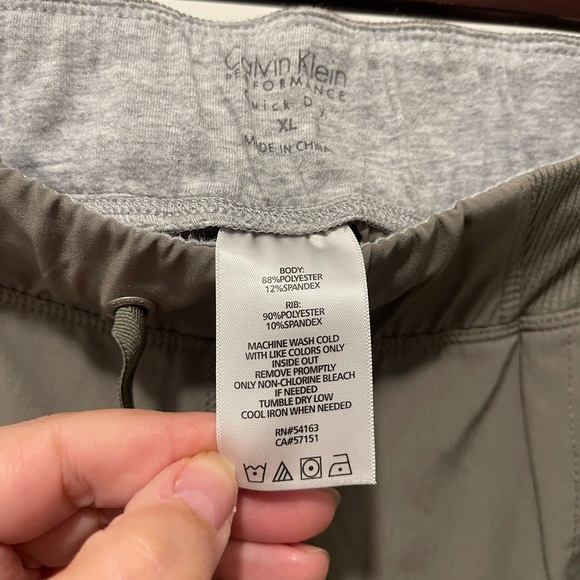 Calvin Klein
PERFORMANCE
Quick Dry
XL
MADE IN CHINA
BODY:
88%POLYESTER
12%SPANDEX
RIB:
90%POLYESTER
10%SPANDEX
MACHINE WASH COLD
WITH LIKE COLORS ONLY
INSIDE OUT
REMOVE PROMPTLY
ONLY NON-CHLORINE BLEACH
IF NEEDED
TUMBLE DRY LOW
COOL IRON WHEN NEEDED
RN#54163
CA#57151